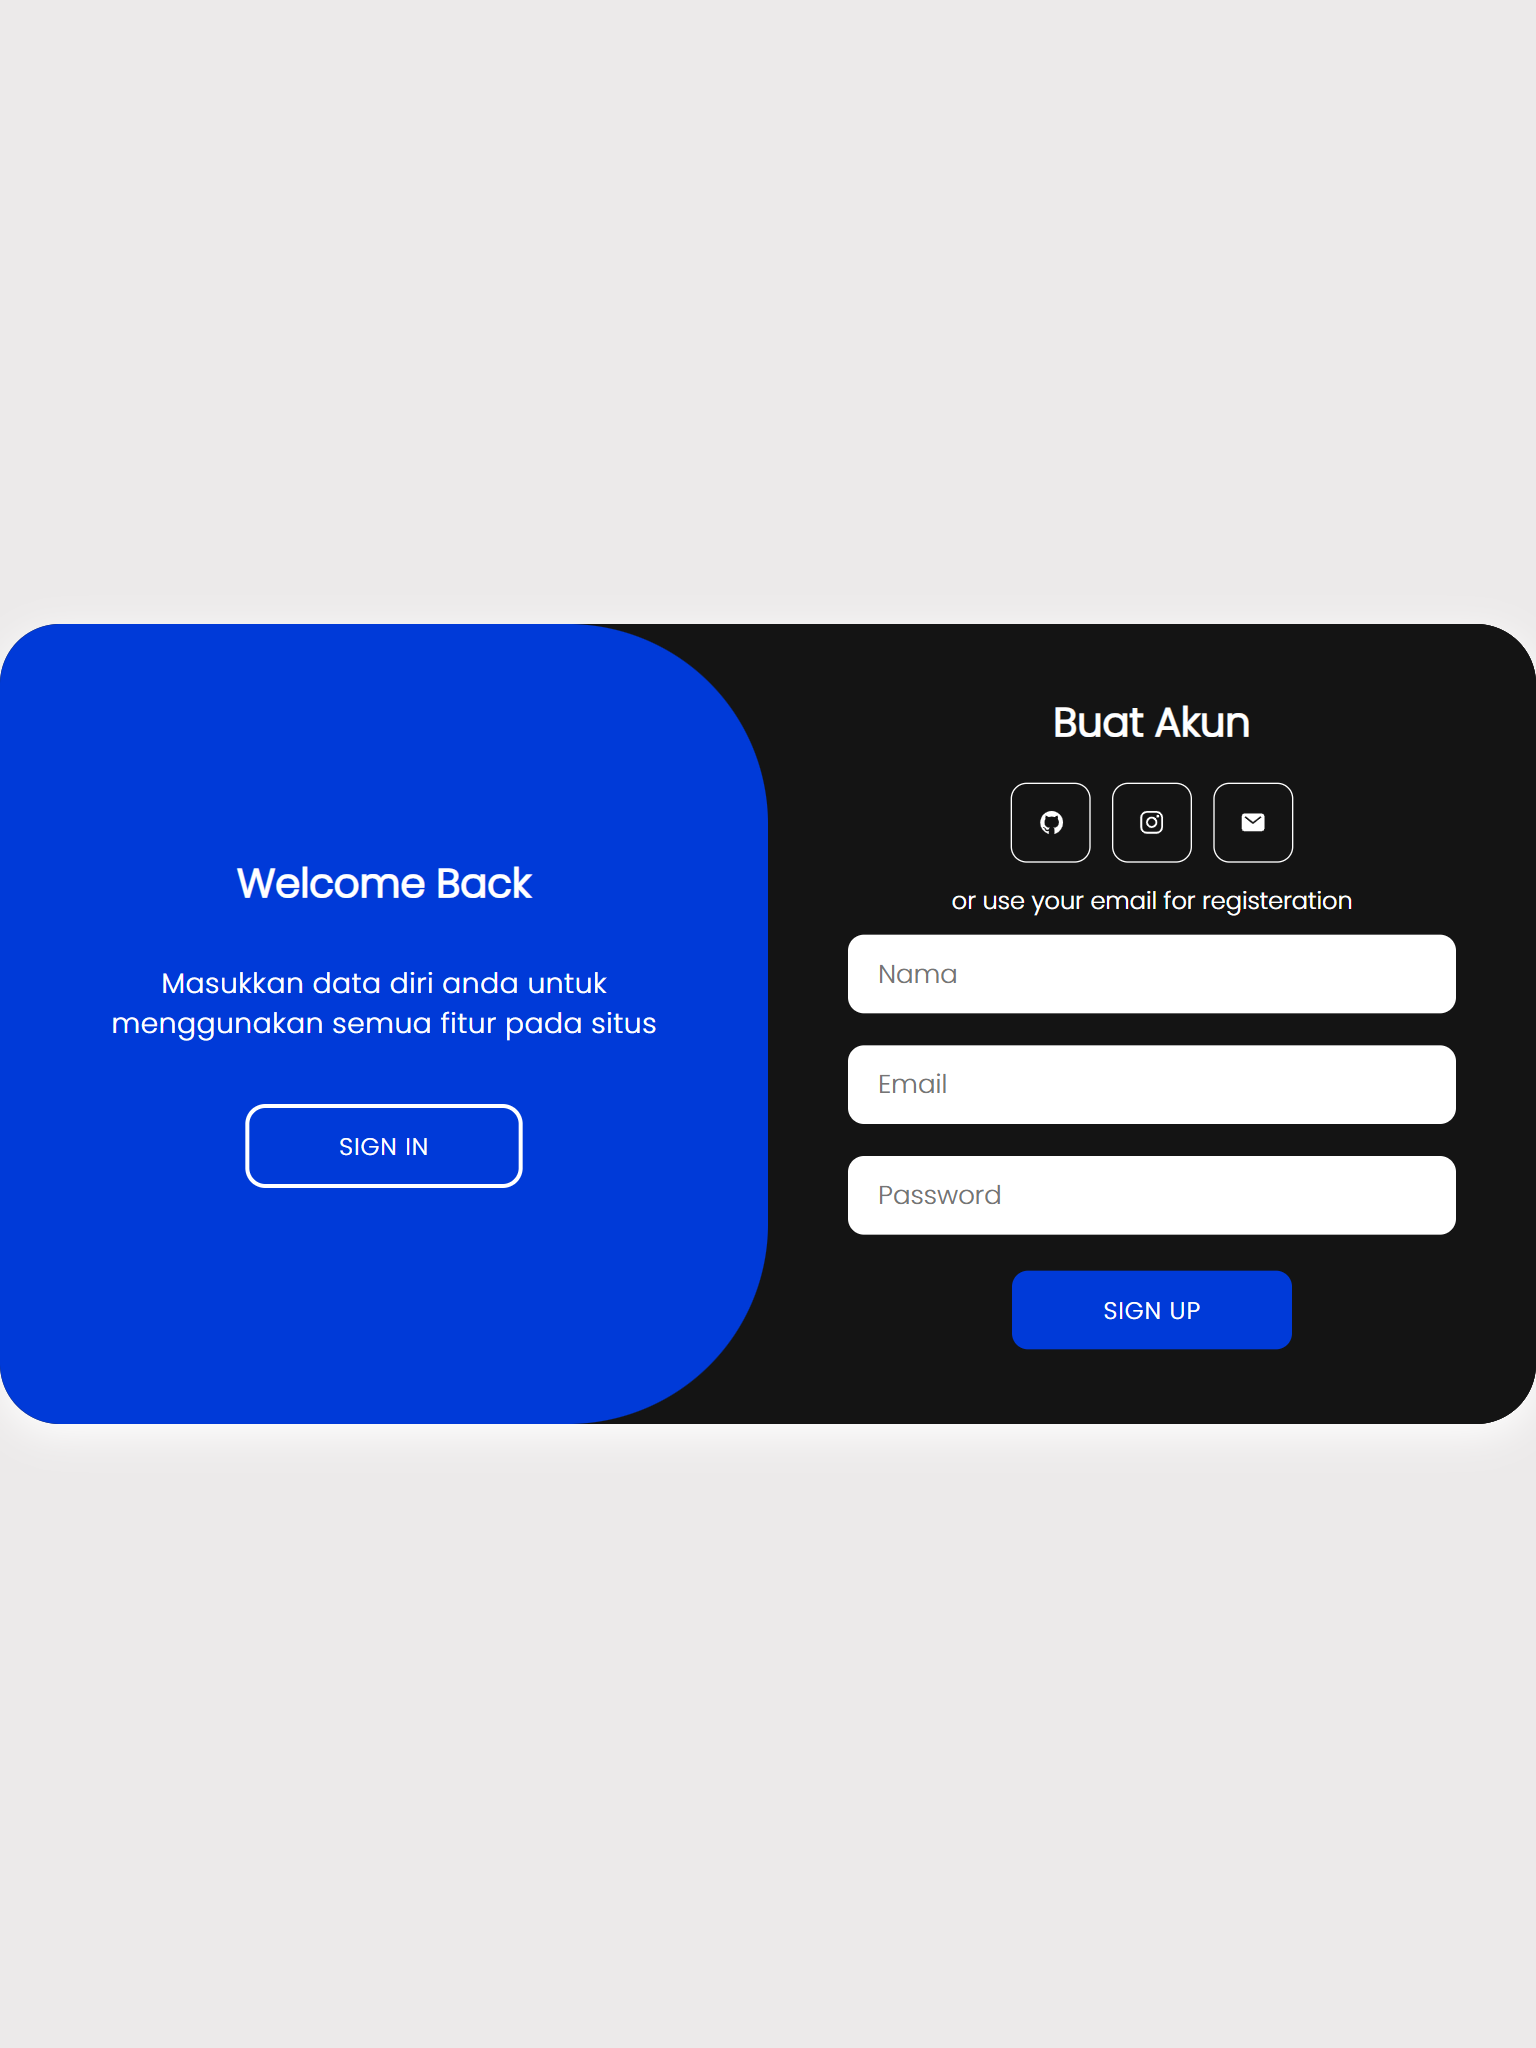 Welcome Back
Masukkan data diri anda untuk
menggunakan semua fitur pada situs
SIGN IN
Buat Akun
or use your email for registeration
Nama
Email
Password
SIGN UP